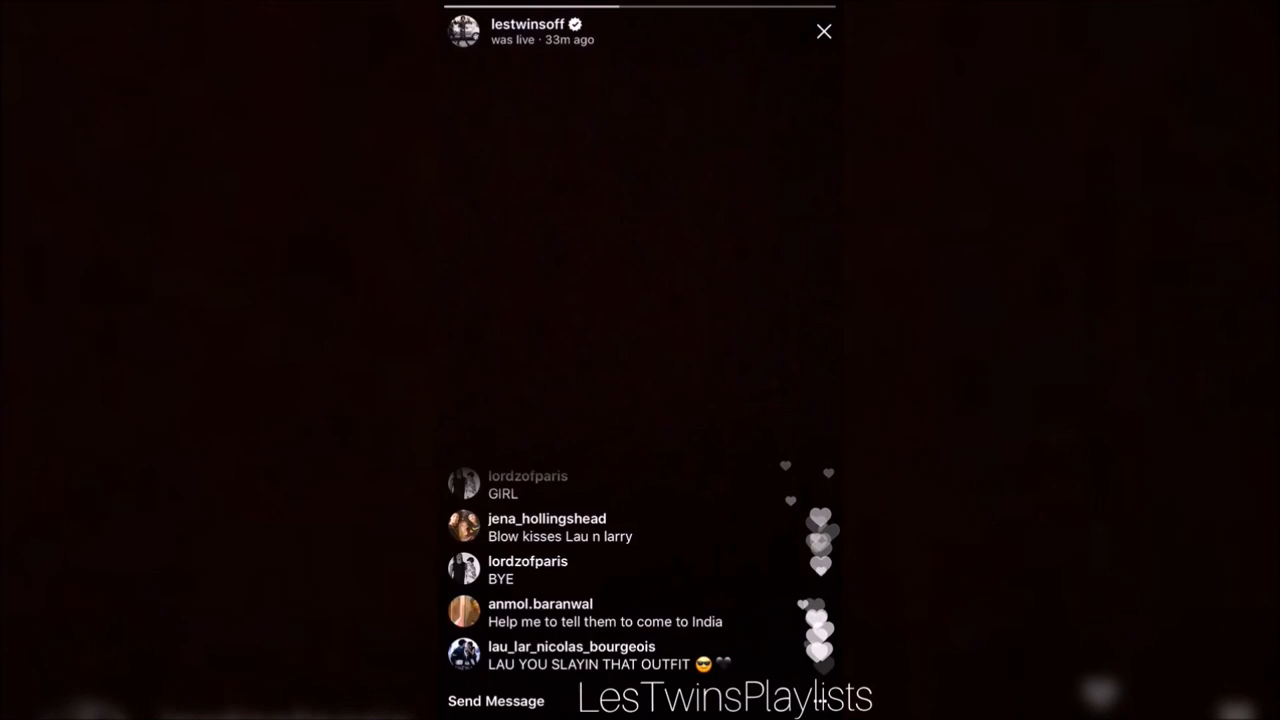 lestwinsoff
was live · 33m ago
lordzofparis
GIRL
jena_hollingshead
Blow kisses Lau n larry
lordzofparis
BYE
anmol.baranwal
Help me to tell them to come to India
lau_lar_nicolas_bourgeois
LAU YOU SLAYIN THAT OUTFIT 😎🖤
Send Message
LesTwinsPlaylists